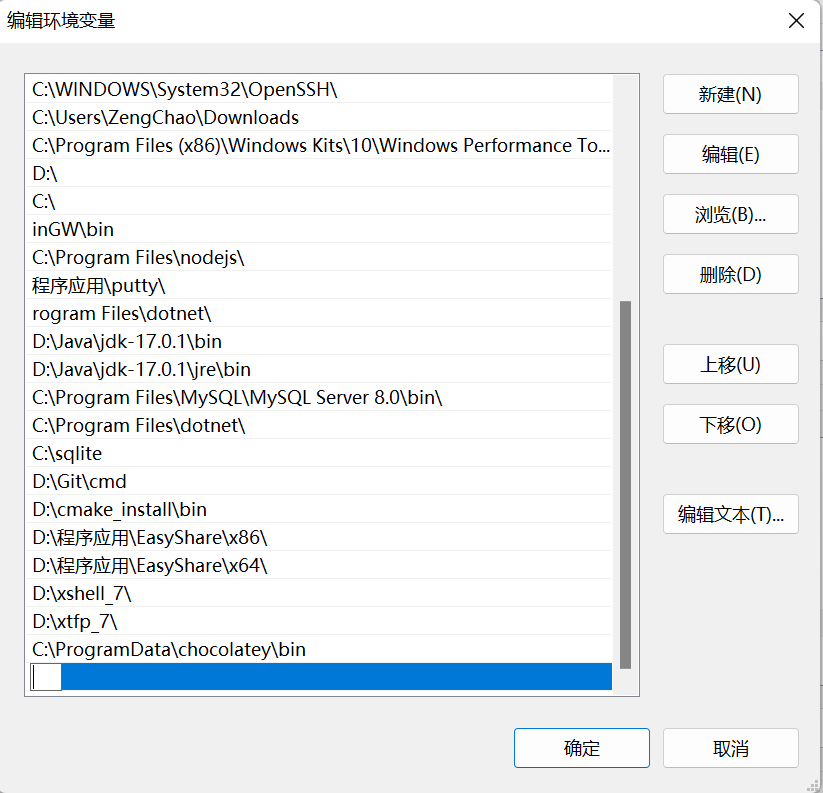 编辑环境变量
C:\WINDOWS\System32\OpenSSH\
新建(N)
C:\Users\ZengChao\Downloads
C:\Program Files (x86)\Windows Kits\10\Windows Performance To...
编辑(E)
D:\
C:\
浏览(B)...
inGW\bin
C:\Program Files\nodejs\
删除(D)
程序应用\putty\
rogram Files\dotnet\
D:\Java\jdk-17.0.1\bin
上移(U)
D:\Java\jdk-17.0.1\jre\bin
C:\Program Files\MySQL\MySQL Server 8.0\bin\
下移(O)
C:\Program Files\dotnet\
C:\sqlite
D:\Git\cmd
D:\cmake_install\bin
编辑文本(T)...
D:\程序应用\EasyShare\x86\
D:\程序应用\EasyShare\x64\
D:\xshell_7\
D:\xtfp_7\
C:\ProgramData\chocolatey\bin
确定
取消